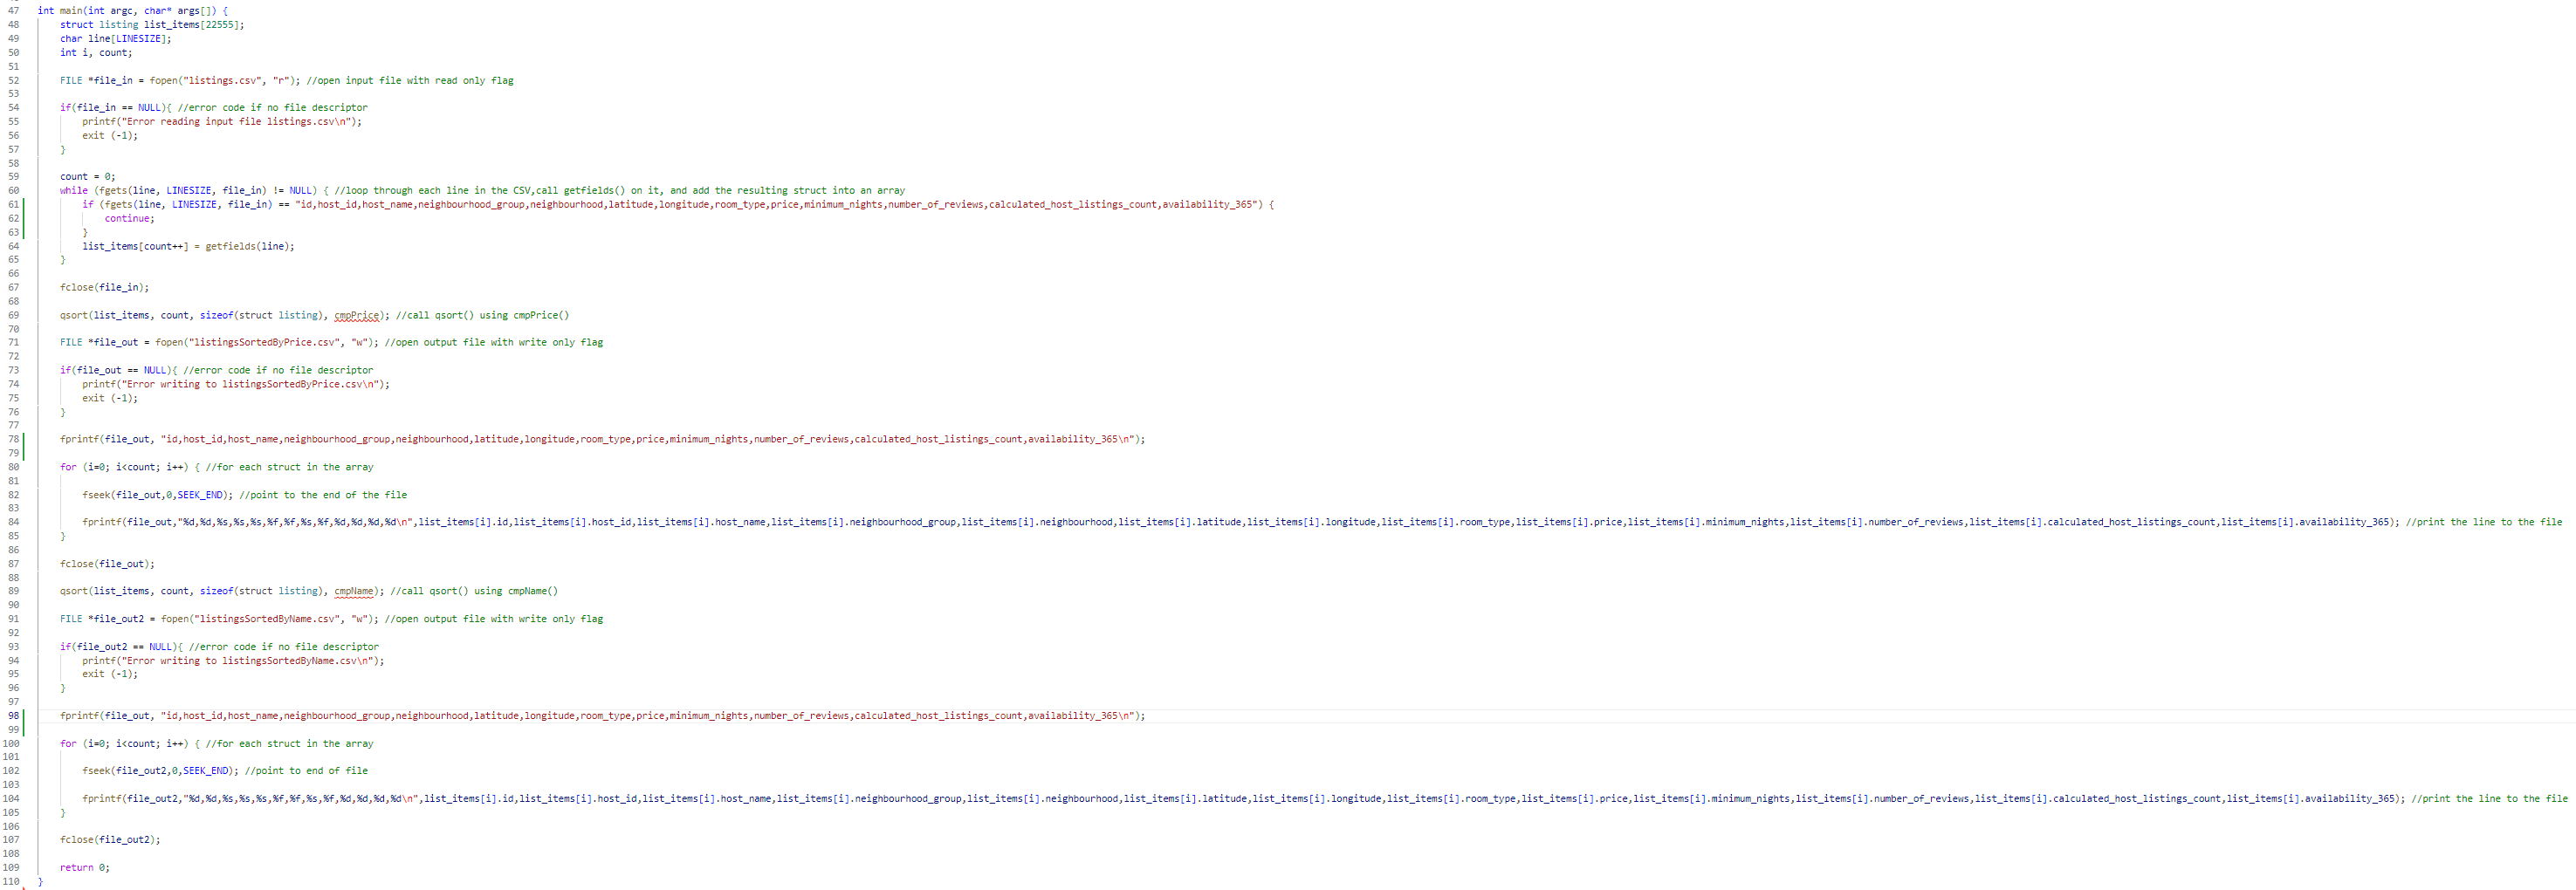 47 int main(int argc, char* args[]) {
48 struct listing list_items[22555];
49 char line[LINESIZE];
50 int i, count;
51
52 FILE *file_in = fopen("listings.csv", "r"); //open input file with read only flag
53
54 if(file_in == NULL){ //error code if no file descriptor
55 printf("Error reading input file listings.csv\n");
56 exit (-1);
57 }
58
59 count = 0;
60 while (fgets(line, LINESIZE, file_in) != NULL) { //loop through each line in the CSV,call getfields() on it, and add the resulting struct into an array
61 if (fgets(line, LINESIZE, file_in) == "id,host_id,host_name,neighbourhood_group,neighbourhood,latitude,longitude,room_type,price,minimum_nights,number_of_reviews,calculated_host_listings_count,availability_365") {
62 continue;
63 }
64 list_items[count++] = getfields(line);
65 }
66
67 fclose(file_in);
68
69 qsort(list_items, count, sizeof(struct listing), cmpPrice); //call qsort() using cmpPrice()
70
71 FILE *file_out = fopen("listingsSortedByPrice.csv", "w"); //open output file with write only flag
72
73 if(file_out == NULL){ //error code if no file descriptor
74 printf("Error writing to listingsSortedByPrice.csv\n");
75 exit (-1);
76 }
77
78 fprintf(file_out, "id,host_id,host_name,neighbourhood_group,neighbourhood,latitude,longitude,room_type,price,minimum_nights,number_of_reviews,calculated_host_listings_count,availability_365\n");
79
80 for (i=0; i<count; i++) { //for each struct in the array
81
82 fseek(file_out,0,SEEK_END); //point to the end of the file
83
84 fprintf(file_out,"%d,%d,%s,%s,%s,%f,%f,%s,%f,%d,%d,%d,%d\n",list_items[i].id,list_items[i].host_id,list_items[i].host_name,list_items[i].neighbourhood_group,list_items[i].neighbourhood,list_items[i].latitude,list_items[i].longitude,list_items[i].room_type,list_items[i].price,list_items[i].minimum_nights,list_items[i].number_of_reviews,list_items[i].calculated_host_listings_count,list_items[i].availability_365); //print the line to the file
85 }
86
87 fclose(file_out);
88
89 qsort(list_items, count, sizeof(struct listing), cmpName); //call qsort() using cmpName()
90
91 FILE *file_out2 = fopen("listingsSortedByName.csv", "w"); //open output file with write only flag
92
93 if(file_out2 == NULL){ //error code if no file descriptor
94 printf("Error writing to listingsSortedByName.csv\n");
95 exit (-1);
96 }
97
98 fprintf(file_out, "id,host_id,host_name,neighbourhood_group,neighbourhood,latitude,longitude,room_type,price,minimum_nights,number_of_reviews,calculated_host_listings_count,availability_365\n");
99
100 for (i=0; i<count; i++) { //for each struct in the array
101
102 fseek(file_out2,0,SEEK_END); //point to end of file
103
104 fprintf(file_out2,"%d,%d,%s,%s,%s,%f,%f,%s,%f,%d,%d,%d,%d\n",list_items[i].id,list_items[i].host_id,list_items[i].host_name,list_items[i].neighbourhood_group,list_items[i].neighbourhood,list_items[i].latitude,list_items[i].longitude,list_items[i].room_type,list_items[i].price,list_items[i].minimum_nights,list_items[i].number_of_reviews,list_items[i].calculated_host_listings_count,list_items[i].availability_365); //print the line to the file
105 }
106
107 fclose(file_out2);
108
109 return 0;
110 }